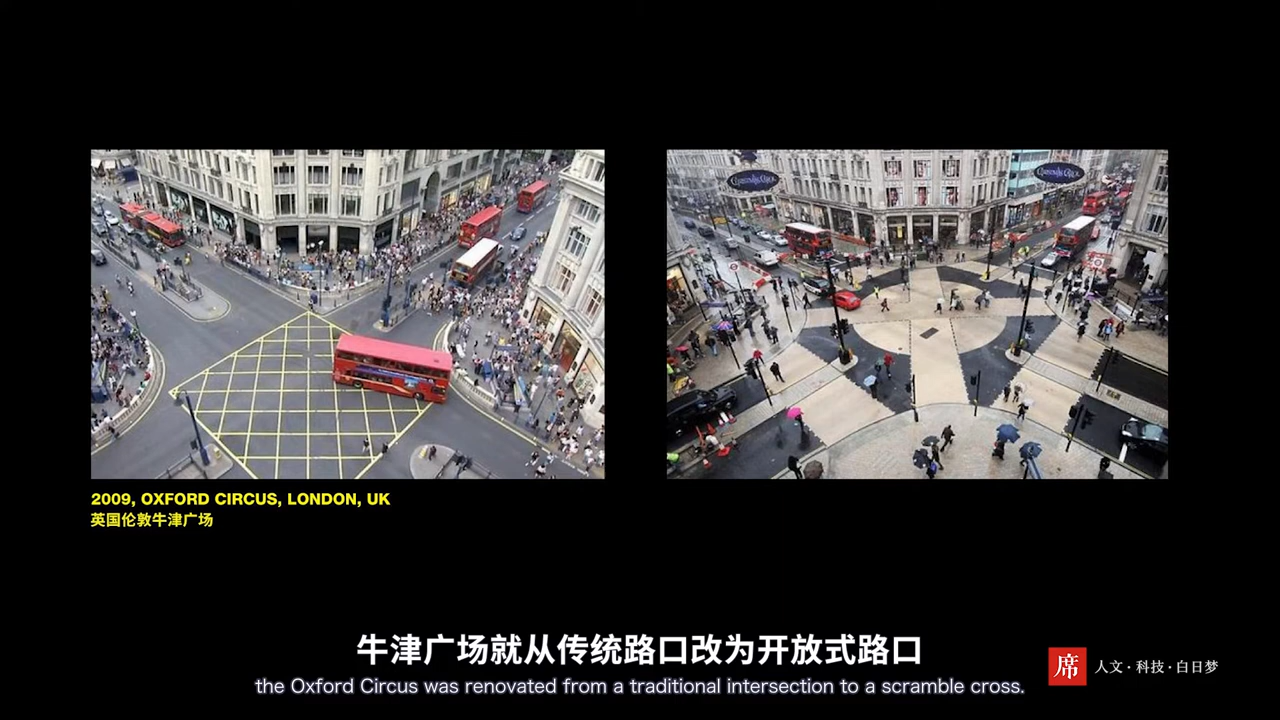 2009, OXFORD CIRCUS, LONDON, UK
英国伦敦牛津广场
牛津广场就从传统路口改为开放式路口
the Oxford Circus was renovated from a traditional intersection to a scramble cross.
席 人文·科技·白日梦